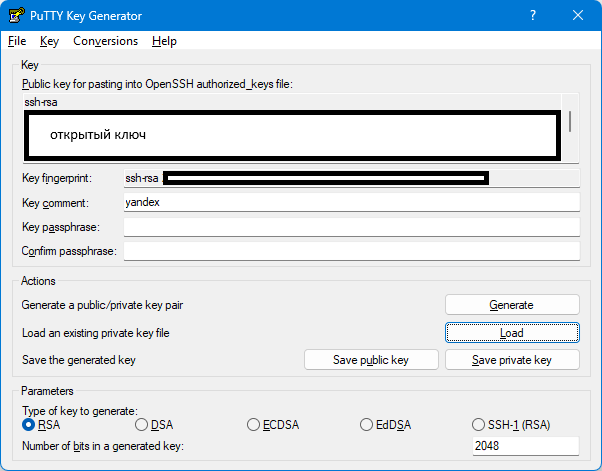 PuTTY Key Generator
File Key Conversions Help
Key
Public key for pasting into OpenSSH authorized_keys file:
ssh-rsa
открытый ключ
Key fingerprint: ssh-rsa
Key comment: yandex
Key passphrase:
Confirm passphrase:
Actions
Generate a public/private key pair Generate
Load an existing private key file Load
Save the generated key Save public key Save private key
Parameters
Type of key to generate:
RSA DSA ECDSA EdDSA SSH-1 (RSA)
Number of bits in a generated key: 2048